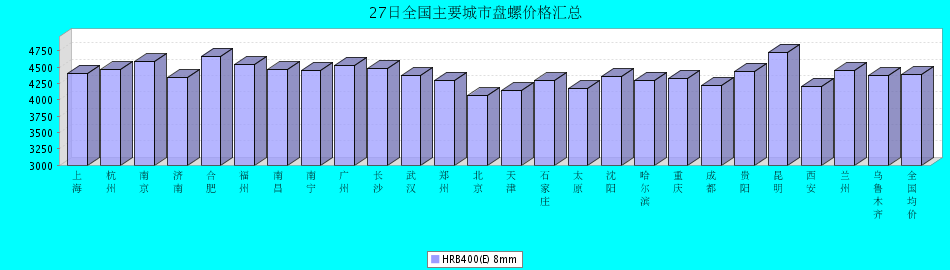 27日全国主要城市盘螺价格汇总
4750
4500
4250
4000
3750
3500
3250
3000
上海
杭州
南京
济南
合肥
福州
南昌
南宁
广州
长沙
武汉
郑州
北京
天津
石家庄
太原
沈阳
哈尔滨
重庆
成都
贵阳
昆明
西安
兰州
乌鲁木齐
全国均价
HRB400(E) 8mm